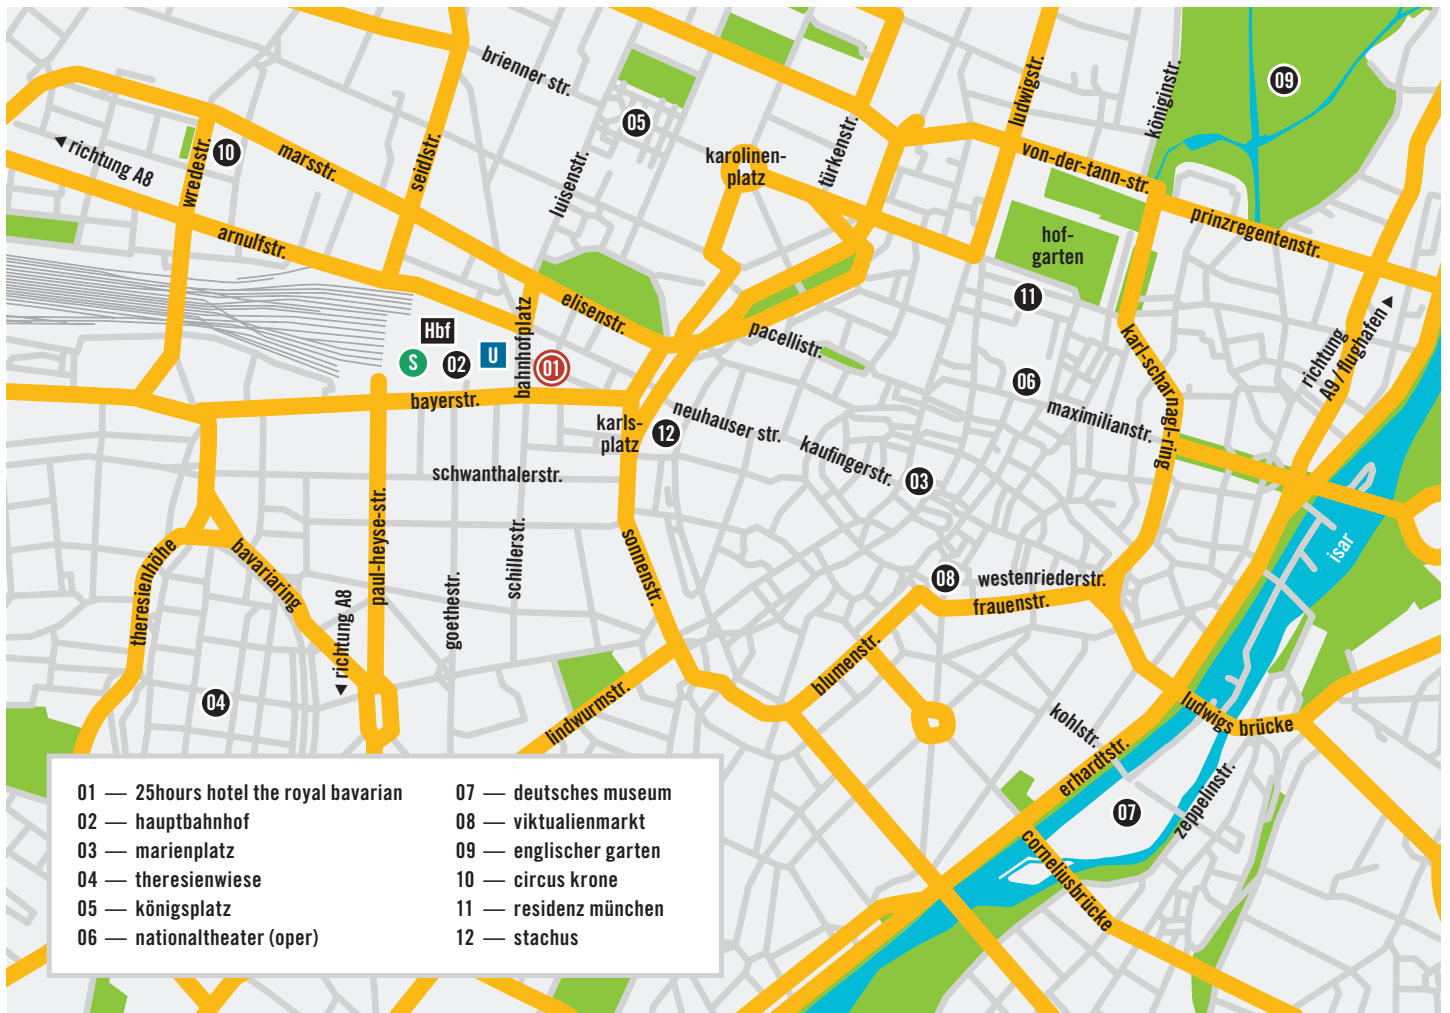 brienner str.
09
ludwigstr.
königinstr.
05
karolinen-
platz
türkenstr.
von-der-tann-str.
richtung A8
wredestr.
10
marsstr.
seidlstr.
luisenstr.
prinzregentenstr.
arnulfstr.
hof-
garten
11
elisenstr.
bahnhofplatz
pacellistr.
Hbf
S
02
U
01
karl-scharnagl-ring
richtung
A9 / flughafen
06
bayerstr.
karls-
platz
12
neuhauser str.
kaufingerstr.
maximilianstr.
03
schwanthalerstr.
paul-heyse-str.
schillerstr.
goethestr.
sonnenstr.
isar
theresienhöhe
bavariaring
richtung A8
08
westenriederstr.
frauenstr.
blumenstr.
04
lindwurmstr.
kohlstr.
erhardtstr.
ludwigs brücke
zeppelinstr.
07
corneliusbrücke
01 — 25hours hotel the royal bavarian
02 — hauptbahnhof
03 — marienplatz
04 — theresienwiese
05 — königsplatz
06 — nationaltheater (oper)
07 — deutsches museum
08 — viktualienmarkt
09 — englischer garten
10 — circus krone
11 — residenz münchen
12 — stachus